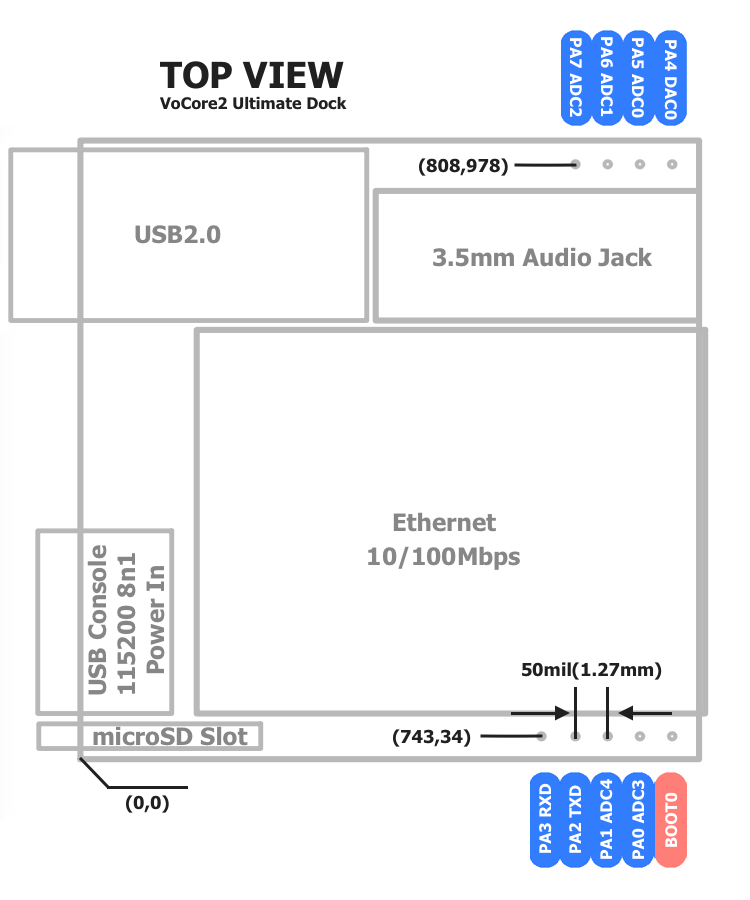 TOP VIEW
VoCore2 Ultimate Dock
PA7 ADC2
PA6 ADC1
PA5 ADC0
PA4 DAC0
(808,978)
USB2.0
3.5mm Audio Jack
Ethernet
10/100Mbps
USB Console
115200 8n1
Power In
50mil(1.27mm)
microSD Slot
(743,34)
(0,0)
PA3 RXD
PA2 TXD
PA1 ADC4
PA0 ADC3
BOOT0